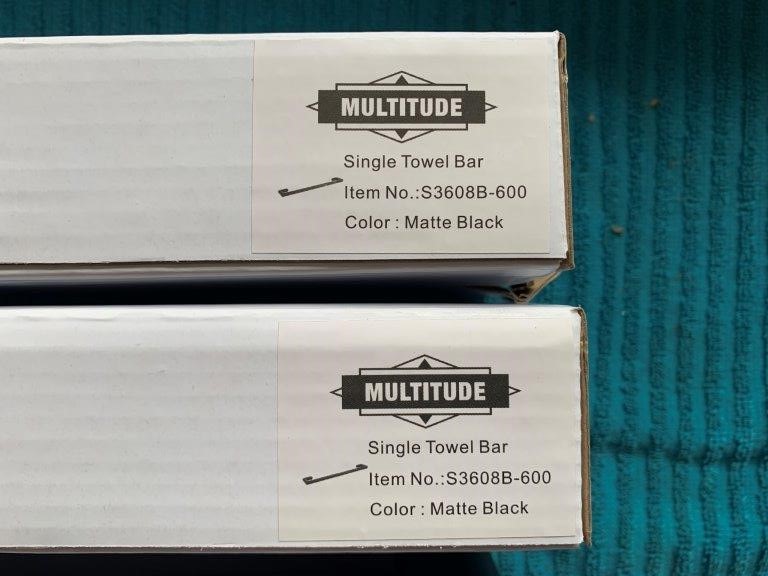 MULTITUDE
Single Towel Bar
Item No.:S3608B-600
Color : Matte Black
MULTITUDE
Single Towel Bar
Item No.:S3608B-600
Color : Matte Black